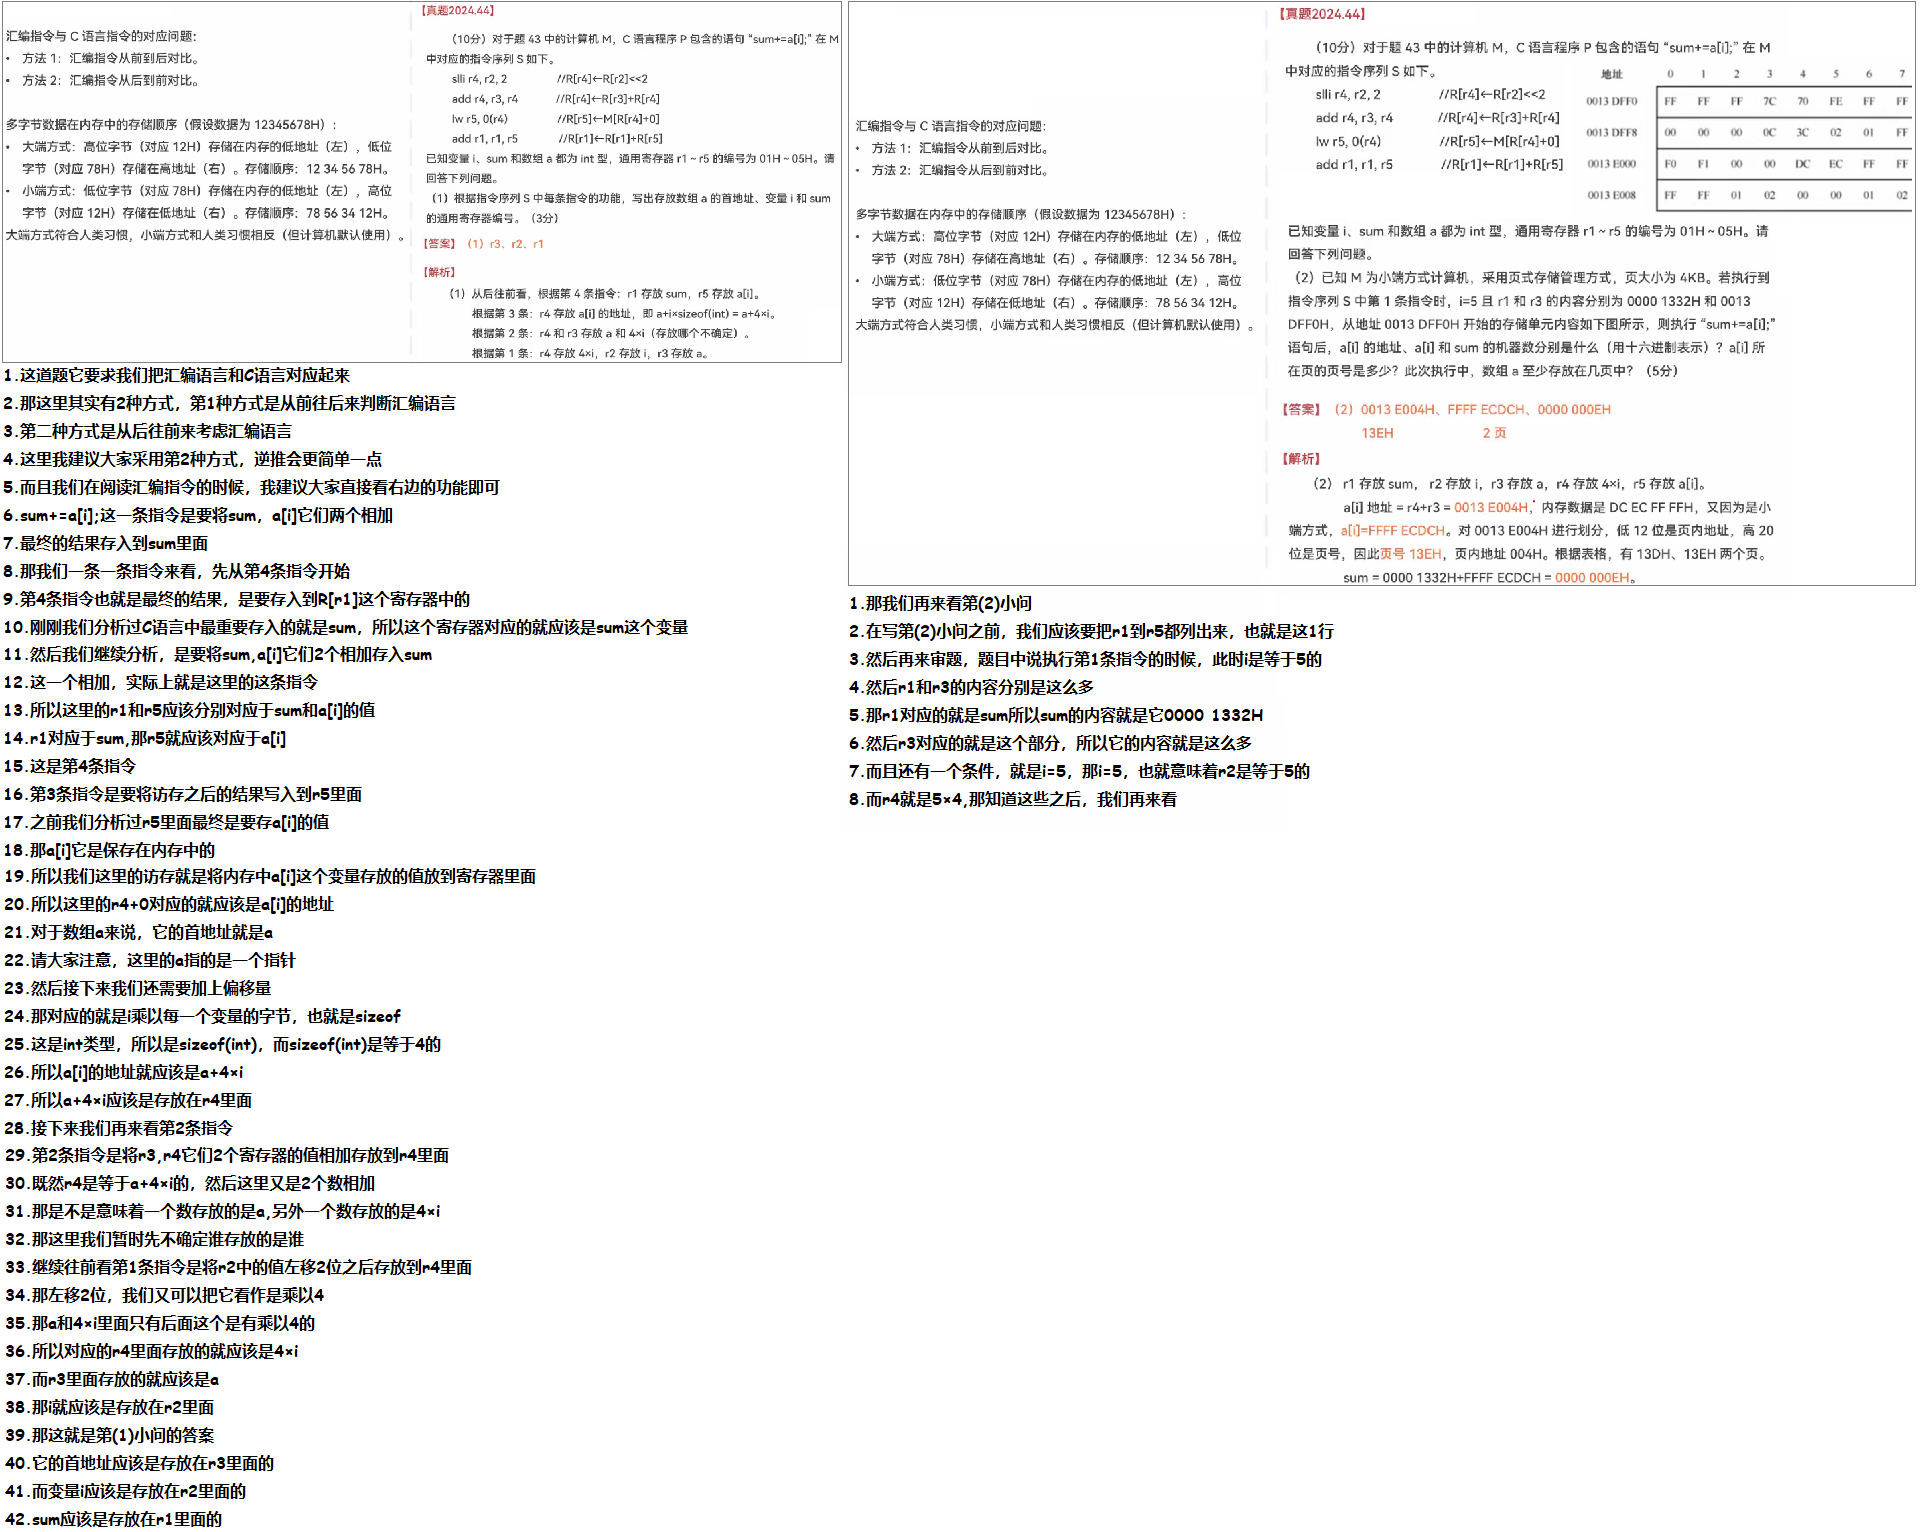 汇编指令与 C 语言指令的对应问题：
• 方法 1：汇编指令从前到后对比。
• 方法 2：汇编指令从后到前对比。
多字节数据在内存中的存储顺序（假设数据为 12345678H）：
• 大端方式：高位字节（对应 12H）存储在内存的低地址（左），低位
字节（对应 78H）存储在高地址（右）。存储顺序：12 34 56 78H。
• 小端方式：低位字节（对应 78H）存储在内存的低地址（左），高位
字节（对应 12H）存储在低地址（右）。存储顺序：78 56 34 12H。
大端方式符合人类习惯，小端方式和人类习惯相反（但计算机默认使用）。
【真题2024.44】
（10分）对于题 43 中的计算机 M，C 语言程序 P 包含的语句 “sum+=a[i];” 在 M
中对应的指令序列 S 如下。
slli r4, r2, 2 //R[r4]←R[r2]<<2
add r4, r3, r4 //R[r4]←R[r3]+R[r4]
lw r5, 0(r4) //R[r5]←M[R[r4]+0]
add r1, r1, r5 //R[r1]←R[r1]+R[r5]
已知变量 i、sum 和数组 a 都为 int 型，通用寄存器 r1 ~ r5 的编号为 01H ~ 05H。请
回答下列问题。
（1）根据指令序列 S 中每条指令的功能，写出存放数组 a 的首地址、变量 i 和 sum
的通用寄存器编号。（3分）
【答案】（1）r3、r2、r1
【解析】
（1）从后往前看，根据第 4 条指令：r1 存放 sum，r5 存放 a[i]。
根据第 3 条：r4 存放 a[i] 的地址，即 a+i×sizeof(int) = a+4×i。
根据第 2 条：r4 和 r3 存放 a 和 4×i（存放哪个不确定）。
根据第 1 条：r4 存放 4×i，r2 存放 i，r3 存放 a。
1.这道题它要求我们把汇编语言和C语言对应起来
2.那这里其实有2种方式，第1种方式是从前往后来判断汇编语言
3.第二种方式是从后往前来考虑汇编语言
4.这里我建议大家采用第2种方式，逆推会更简单一点
5.而且我们在阅读汇编指令的时候，我建议大家直接看右边的功能即可
6.sum+=a[i];这一条指令是要将sum，a[i]它们两个相加
7.最终的结果存入到sum里面
8.那我们一条一条指令来看，先从第4条指令开始
9.第4条指令也就是最终的结果，是要存入到R[r1]这个寄存器中的
10.刚刚我们分析过C语言中最重要存入的就是sum，所以这个寄存器对应的就应该是sum这个变量
11.然后我们继续分析，是要将sum,a[i]它们2个相加存入sum
12.这一个相加，实际上就是这里的这条指令
13.所以这里的r1和r5应该分别对应于sum和a[i]的值
14.r1对应于sum,那r5就应该对应于a[i]
15.这是第4条指令
16.第3条指令是要将访存之后的结果写入到r5里面
17.之前我们分析过r5里面最终是要存a[i]的值
18.那a[i]它是保存在内存中的
19.所以我们这里的访存就是将内存中a[i]这个变量存放的值放到寄存器里面
20.所以这里的r4+0对应的就应该是a[i]的地址
21.对于数组a来说，它的首地址就是a
22.请大家注意，这里的a指的是一个指针
23.然后接下来我们还需要加上偏移量
24.那对应的就是i乘以每一个变量的字节，也就是sizeof
25.这是int类型，所以是sizeof(int)，而sizeof(int)是等于4的
26.所以a[i]的地址就应该是a+4×i
27.所以a+4×i应该是存放在r4里面
28.接下来我们再来看第2条指令
29.第2条指令是将r3,r4它们2个寄存器的值相加存放到r4里面
30.既然r4是等于a+4×i的，然后这里又是2个数相加
31.那是不是意味着一个数存放的是a,另外一个数存放的是4×i
32.那这里我们暂时先不确定谁存放的是谁
33.继续往前看第1条指令是将r2中的值左移2位之后存放到r4里面
34.那左移2位，我们又可以把它看作是乘以4
35.那a和4×i里面只有后面这个是有乘以4的
36.所以对应的r4里面存放的就应该是4×i
37.而r3里面存放的就应该是a
38.那i就应该是存放在r2里面
39.那这就是第(1)小问的答案
40.它的首地址应该是存放在r3里面的
41.而变量i应该是存放在r2里面的
42.sum应该是存放在r1里面的
汇编指令与 C 语言指令的对应问题：
• 方法 1：汇编指令从前到后对比。
• 方法 2：汇编指令从后到前对比。
多字节数据在内存中的存储顺序（假设数据为 12345678H）：
• 大端方式：高位字节（对应 12H）存储在内存的低地址（左），低位
字节（对应 78H）存储在高地址（右）。存储顺序：12 34 56 78H。
• 小端方式：低位字节（对应 78H）存储在内存的低地址（左），高位
字节（对应 12H）存储在低地址（右）。存储顺序：78 56 34 12H。
大端方式符合人类习惯，小端方式和人类习惯相反（但计算机默认使用）。
【真题2024.44】
（10分）对于题 43 中的计算机 M，C 语言程序 P 包含的语句 “sum+=a[i];” 在 M
中对应的指令序列 S 如下。
slli r4, r2, 2 //R[r4]←R[r2]<<2
add r4, r3, r4 //R[r4]←R[r3]+R[r4]
lw r5, 0(r4) //R[r5]←M[R[r4]+0]
add r1, r1, r5 //R[r1]←R[r1]+R[r5]
地址 0 1 2 3 4 5 6 7
0013 DFF0 FF FF FF 7C 70 FE FF FF
0013 DFF8 00 00 00 0C 3C 02 01 FF
0013 E000 F0 F1 00 00 DC EC FF FF
0013 E008 FF FF 01 02 00 00 01 02
已知变量 i、sum 和数组 a 都为 int 型，通用寄存器 r1 ~ r5 的编号为 01H ~ 05H。请
回答下列问题。
（2）已知 M 为小端方式计算机，采用页式存储管理方式，页大小为 4KB。若执行到
指令序列 S 中第 1 条指令时，i=5 且 r1 和 r3 的内容分别为 0000 1332H 和 0013
DFF0H，从地址 0013 DFF0H 开始的存储单元内容如下图所示，则执行 “sum+=a[i];”
语句后，a[i] 的地址、a[i] 和 sum 的机器数分别是什么（用十六进制表示）？a[i] 所
在页的页号是多少？此次执行中，数组 a 至少存放在几页中？（5分）
【答案】（2）0013 E004H、FFFF ECDCH、0000 000EH
13EH 2 页
【解析】
（2） r1 存放 sum， r2 存放 i，r3 存放 a，r4 存放 4×i，r5 存放 a[i]。
a[i] 地址 = r4+r3 = 0013 E004H，内存数据是 DC EC FF FFH，又因为是小
端方式，a[i]=FFFF ECDCH。对 0013 E004H 进行划分，低 12 位是页内地址，高 20
位是页号，因此页号 13EH，页内地址 004H。根据表格，有 13DH、13EH 两个页。
sum = 0000 1332H+FFFF ECDCH = 0000 000EH。
1.那我们再来看第(2)小问
2.在写第(2)小问之前，我们应该要把r1到r5都列出来，也就是这1行
3.然后再来审题，题目中说执行第1条指令的时候，此时i是等于5的
4.然后r1和r3的内容分别是这么多
5.那r1对应的就是sum所以sum的内容就是它0000 1332H
6.然后r3对应的就是这个部分，所以它的内容就是这么多
7.而且还有一个条件，就是i=5，那i=5，也就意味着r2是等于5的
8.而r4就是5×4,那知道这些之后，我们再来看